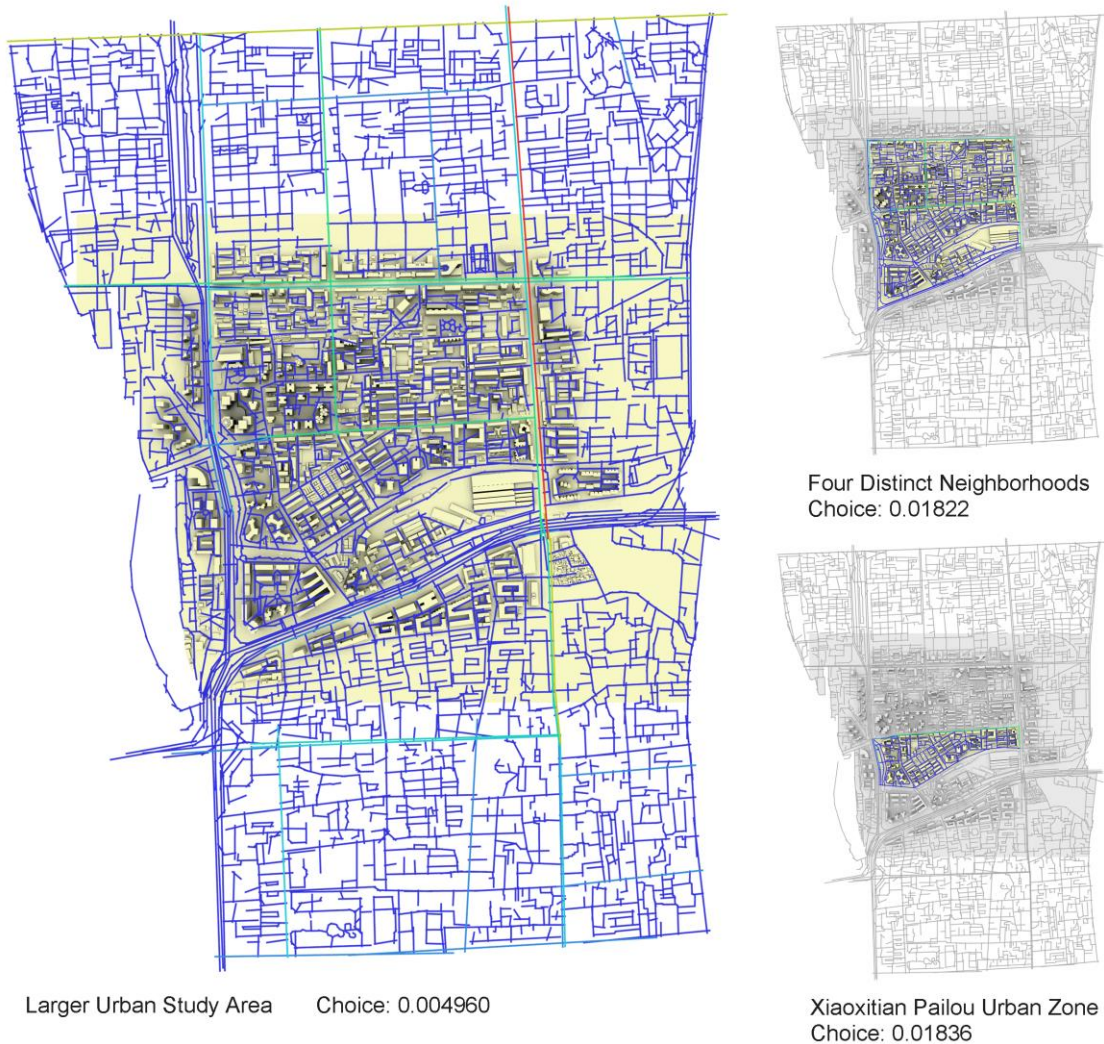 Four Distinct Neighborhoods
Choice: 0.01822
Larger Urban Study Area Choice: 0.004960
Xiaoxitian Pailou Urban Zone
Choice: 0.01836